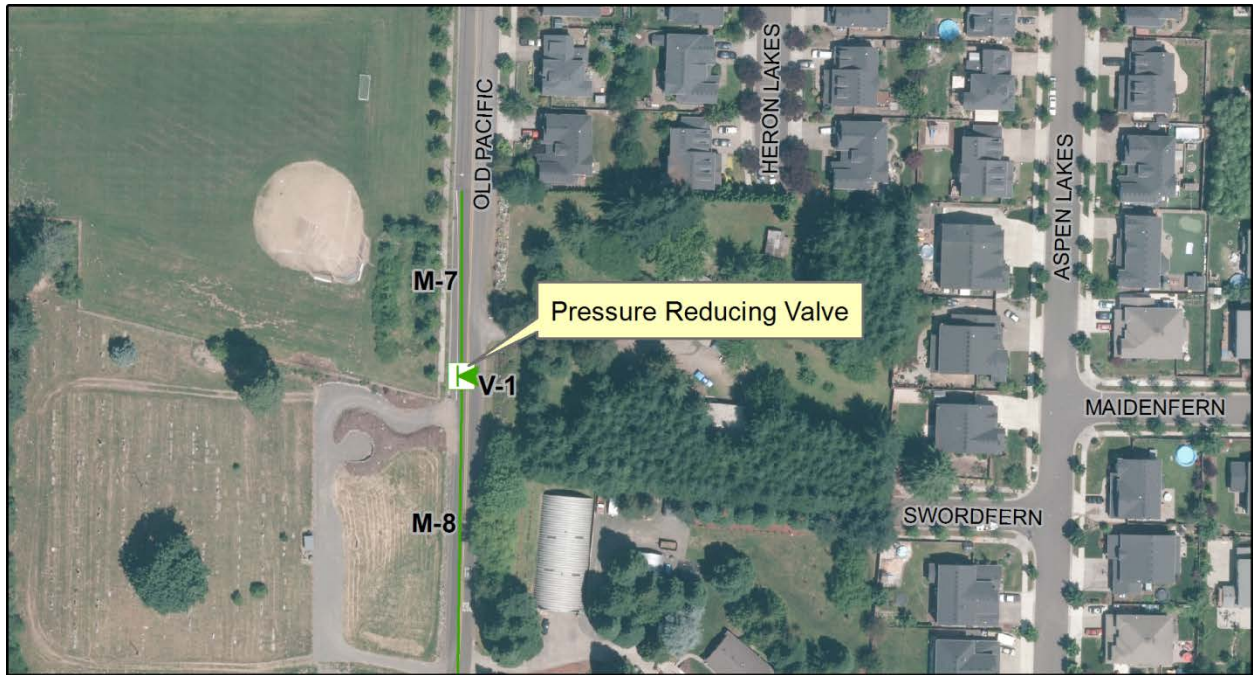 HERON LAKES
OLD PACIFIC
ASPEN LAKES
M-7
Pressure Reducing Valve
V-1
MAIDENFERN
M-8
SWORDFERN